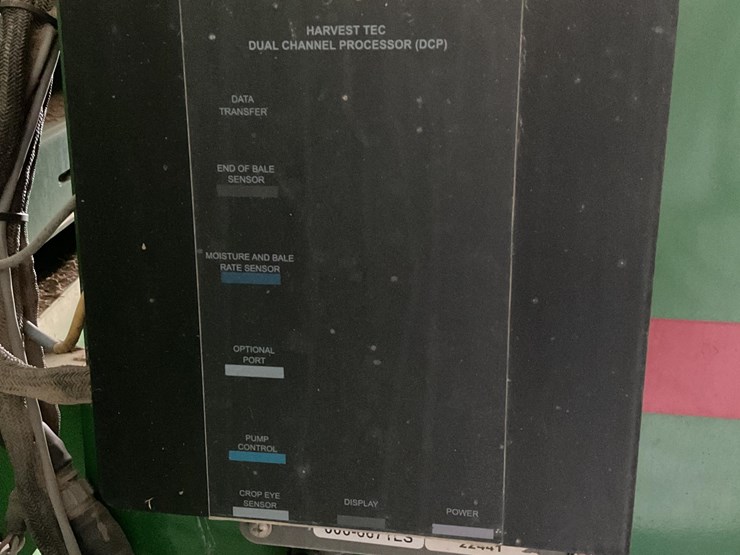 HARVEST TEC
DUAL CHANNEL PROCESSOR (DCP)
DATA
TRANSFER
END OF BALE
SENSOR
MOISTURE AND BALE
RATE SENSOR
OPTIONAL
PORT
PUMP
CONTROL
CROP EYE
SENSOR
DISPLAY
POWER